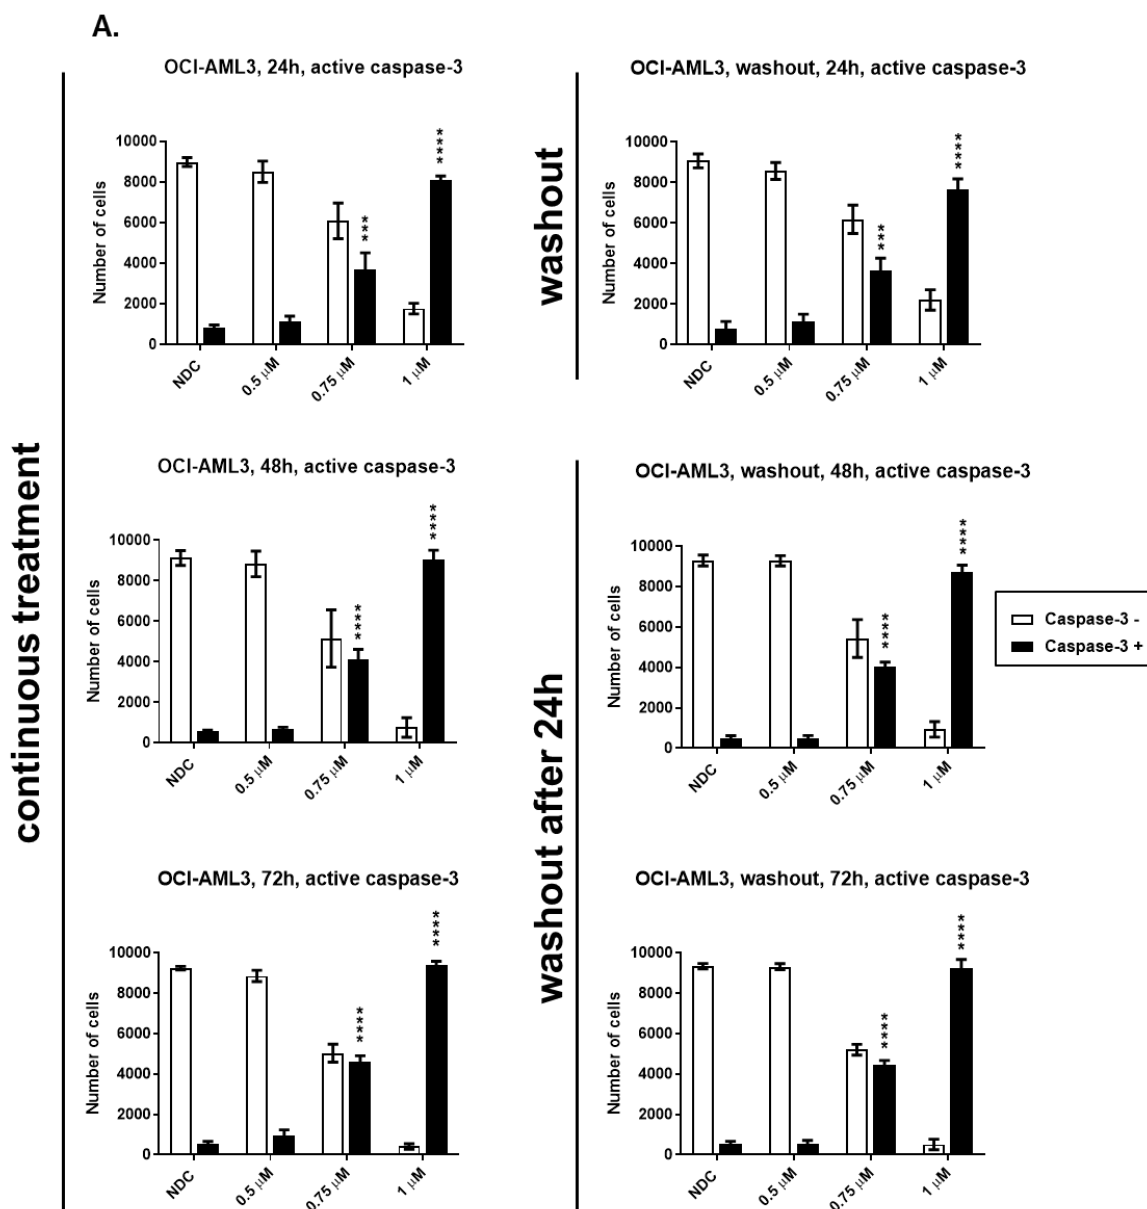 A.
continuous treatment
OCI-AML3, 24h, active caspase-3
Number of cells
10000
8000
6000
4000
2000
0
****
***
NDC
0.5 µM
0.75 µM
1 µM
washout
OCI-AML3, washout, 24h, active caspase-3
Number of cells
10000
8000
6000
4000
2000
0
****
***
NDC
0.5 µM
0.75 µM
1 µM
OCI-AML3, 48h, active caspase-3
Number of cells
10000
8000
6000
4000
2000
0
****
****
NDC
0.5 µM
0.75 µM
1 µM
washout after 24h
OCI-AML3, washout, 48h, active caspase-3
Number of cells
10000
8000
6000
4000
2000
0
****
****
NDC
0.5 µM
0.75 µM
1 µM
Caspase-3 -
Caspase-3 +
OCI-AML3, 72h, active caspase-3
Number of cells
10000
8000
6000
4000
2000
0
****
****
NDC
0.5 µM
0.75 µM
1 µM
OCI-AML3, washout, 72h, active caspase-3
Number of cells
10000
8000
6000
4000
2000
0
****
****
NDC
0.5 µM
0.75 µM
1 µM